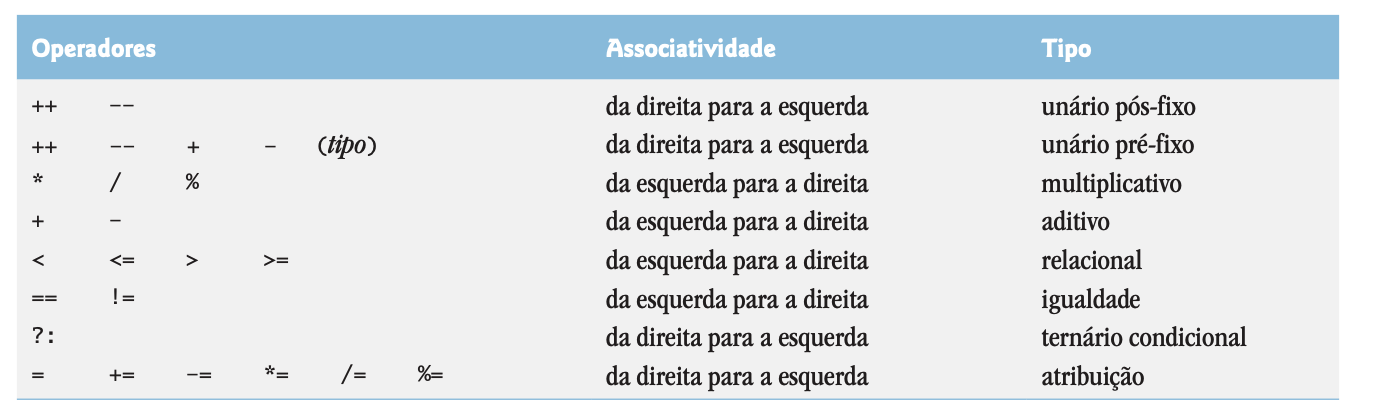 Operadores Associatividade Tipo
++ -- da direita para a esquerda unário pós-fixo
++ -- + - (tipo) da direita para a esquerda unário pré-fixo
* / % da esquerda para a direita multiplicativo
+ - da esquerda para a direita aditivo
< <= > >= da esquerda para a direita relacional
== != da esquerda para a direita igualdade
?: da direita para a esquerda ternário condicional
= += -= *= /= %= da direita para a esquerda atribuição